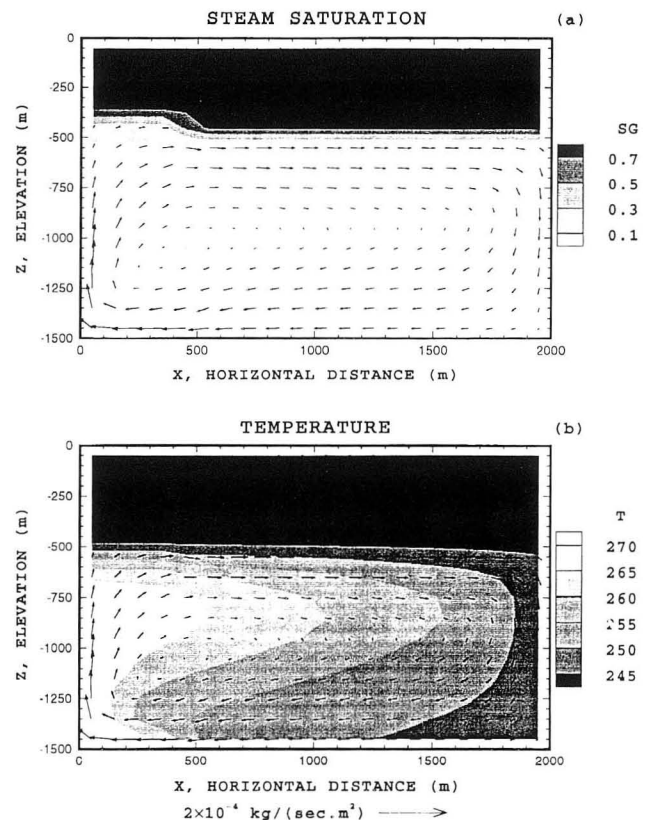 STEAM SATURATION (a)
0
-250
-500
-750
-1000
-1250
-1500
Z, ELEVATION (m)
0 500 1000 1500 2000
X, HORIZONTAL DISTANCE (m)
SG
0.7
0.5
0.3
0.1
TEMPERATURE (b)
0
-250
-500
-750
-1000
-1250
-1500
Z, ELEVATION (m)
0 500 1000 1500 2000
X, HORIZONTAL DISTANCE (m)
2×10⁻⁴ kg/(sec.m²)
T
270
265
260
255
250
245